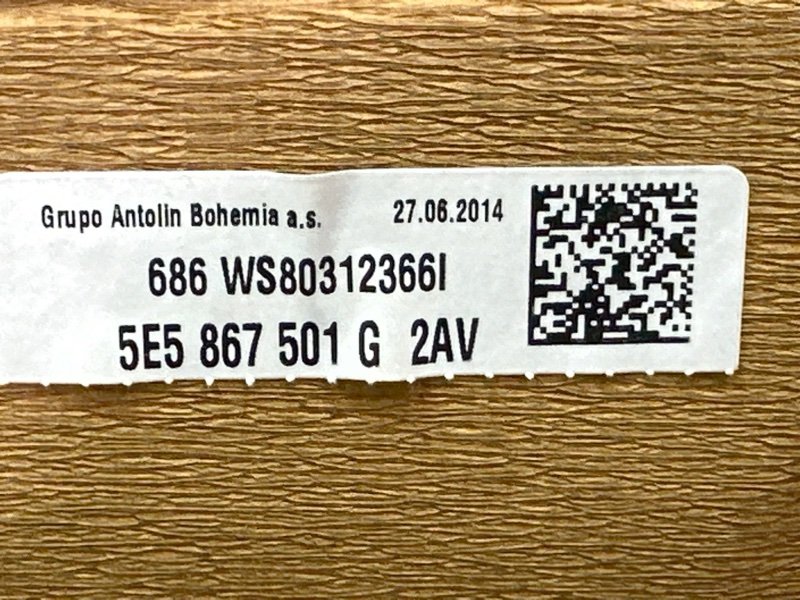 Grupo Antolin Bohemia a.s. 27.06.2014
686 WS80312366I
5E5 867 501 G 2AV